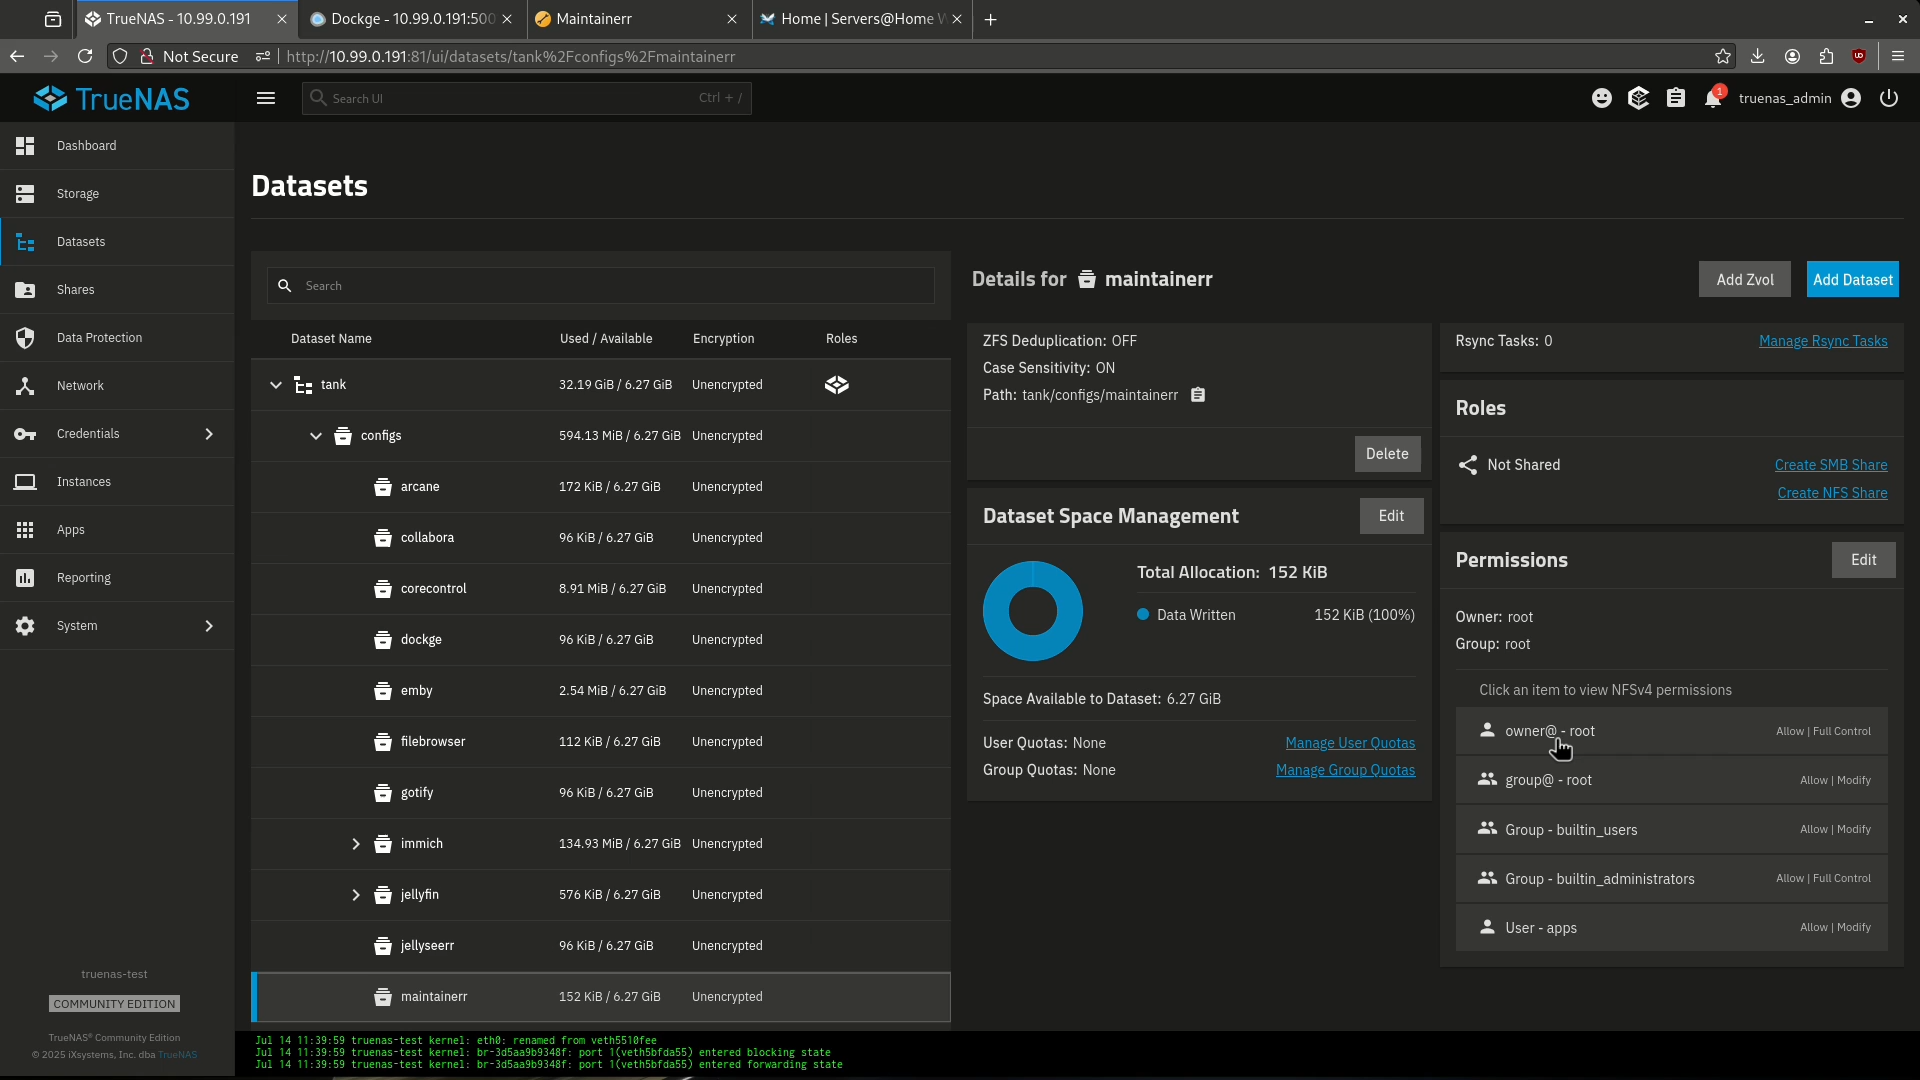 TrueNAS - 10.99.0.191
Dockge - 10.99.0.191:500
Maintainerr
Home | Servers@Home W
Not Secure
http://10.99.0.191:81/ui/datasets/tank%2Fconfigs%2Fmaintainerr
TrueNAS
Search UI
Ctrl + /
1
truenas_admin
Dashboard
Storage
Datasets
Shares
Data Protection
Network
Credentials
Instances
Apps
Reporting
System
truenas-test
COMMUNITY EDITION
TrueNAS® Community Edition
© 2025 iXsystems, Inc. dba TrueNAS
Datasets
Search
Dataset Name Used / Available Encryption Roles
tank 32.19 GiB / 6.27 GiB Unencrypted
configs 594.13 MiB / 6.27 GiB Unencrypted
arcane 172 KiB / 6.27 GiB Unencrypted
collabora 96 KiB / 6.27 GiB Unencrypted
corecontrol 8.91 MiB / 6.27 GiB Unencrypted
dockge 96 KiB / 6.27 GiB Unencrypted
emby 2.54 MiB / 6.27 GiB Unencrypted
filebrowser 112 KiB / 6.27 GiB Unencrypted
gotify 96 KiB / 6.27 GiB Unencrypted
immich 134.93 MiB / 6.27 GiB Unencrypted
jellyfin 576 KiB / 6.27 GiB Unencrypted
jellyseerr 96 KiB / 6.27 GiB Unencrypted
maintainerr 152 KiB / 6.27 GiB Unencrypted
Details for maintainerr
Add Zvol
Add Dataset
ZFS Deduplication: OFF
Case Sensitivity: ON
Path: tank/configs/maintainerr
Delete
Dataset Space Management
Edit
Total Allocation: 152 KiB
Data Written 152 KiB (100%)
Space Available to Dataset: 6.27 GiB
User Quotas: None Manage User Quotas
Group Quotas: None Manage Group Quotas
Rsync Tasks: 0 Manage Rsync Tasks
Roles
Not Shared
Create SMB Share
Create NFS Share
Permissions
Edit
Owner: root
Group: root
Click an item to view NFSv4 permissions
owner@ - root Allow | Full Control
group@ - root Allow | Modify
Group - builtin_users Allow | Modify
Group - builtin_administrators Allow | Full Control
User - apps Allow | Modify
Jul 14 11:39:59 truenas-test kernel: eth0: renamed from veth5510fee
Jul 14 11:39:59 truenas-test kernel: br-3d5aa9b9348f: port 1(veth5bfda55) entered blocking state
Jul 14 11:39:59 truenas-test kernel: br-3d5aa9b9348f: port 1(veth5bfda55) entered forwarding state